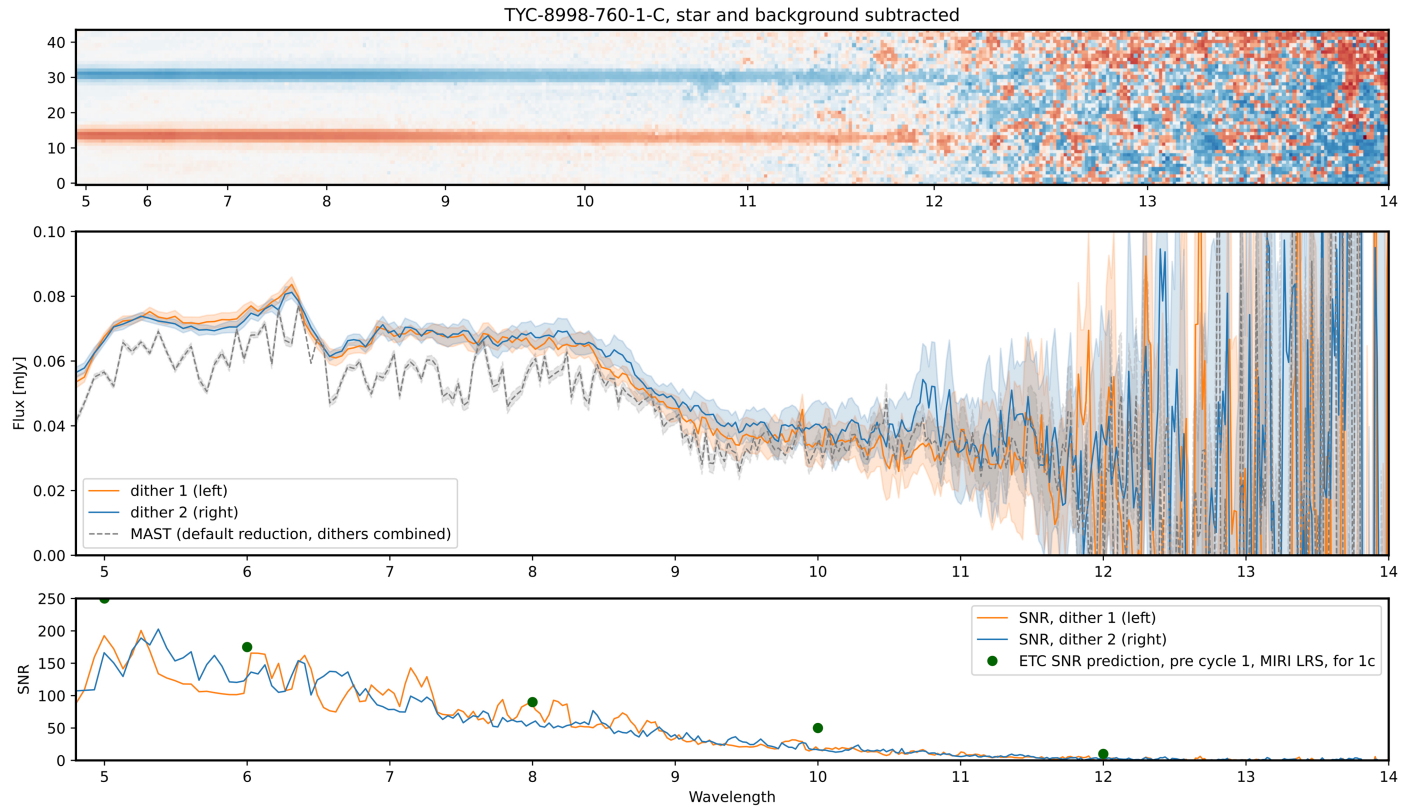 TYC-8998-760-1-C, star and background subtracted
40
30
20
10
0
5 6 7 8 9 10 11 12 13 14
0.10
0.08
0.06
0.04
0.02
0.00
Flux [mJy]
dither 1 (left)
dither 2 (right)
MAST (default reduction, dithers combined)
5 6 7 8 9 10 11 12 13 14
250
200
150
100
50
0
SNR
SNR, dither 1 (left)
SNR, dither 2 (right)
ETC SNR prediction, pre cycle 1, MIRI LRS, for 1c
5 6 7 8 9 10 11 12 13 14
Wavelength